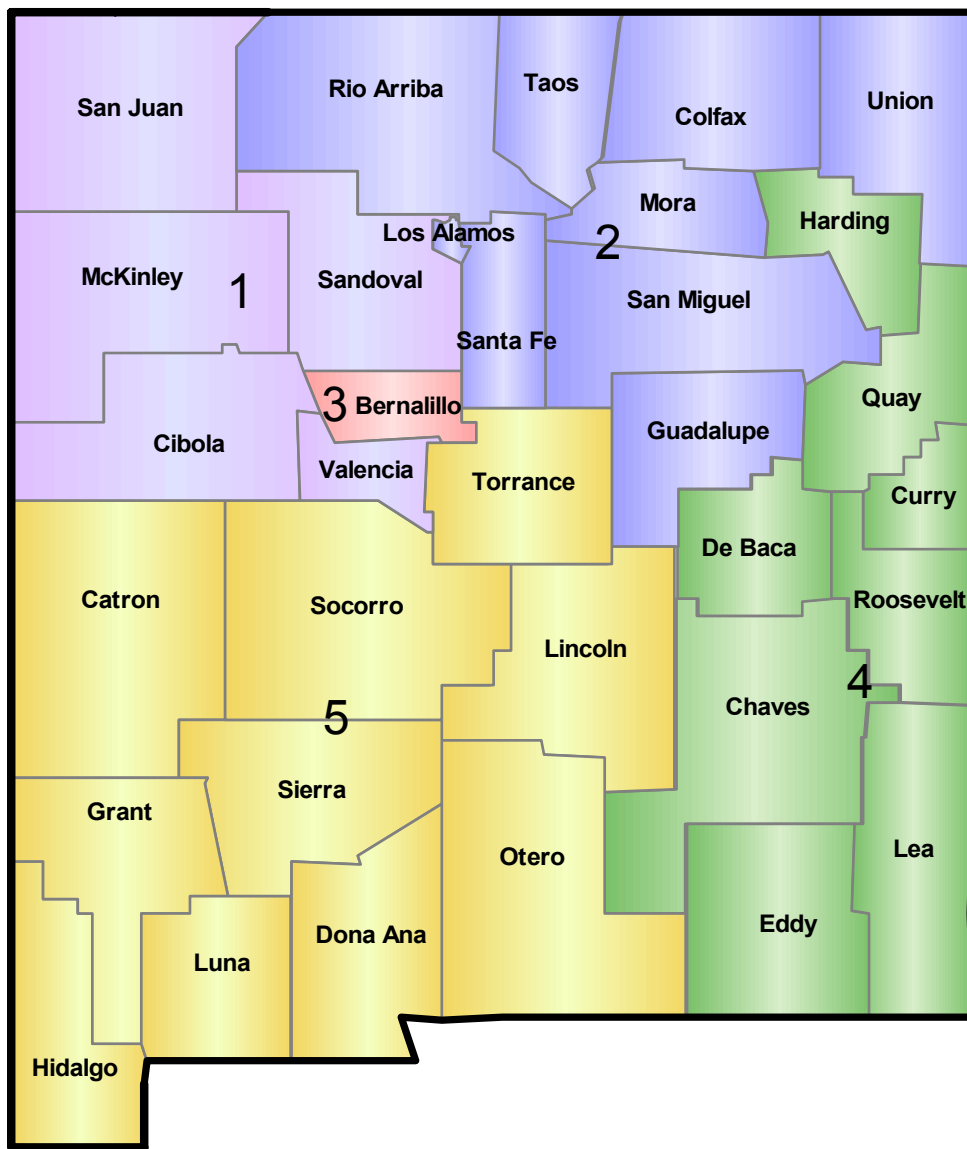 San Juan
Rio Arriba
Taos
Colfax
Union
Mora
Harding
Los Alamos
2
McKinley
1
Sandoval
San Miguel
Santa Fe
3
Bernalillo
Quay
Cibola
Valencia
Guadalupe
Torrance
Curry
De Baca
Catron
Socorro
Roosevelt
Lincoln
4
Chaves
5
Sierra
Grant
Otero
Lea
Eddy
Dona Ana
Luna
Hidalgo